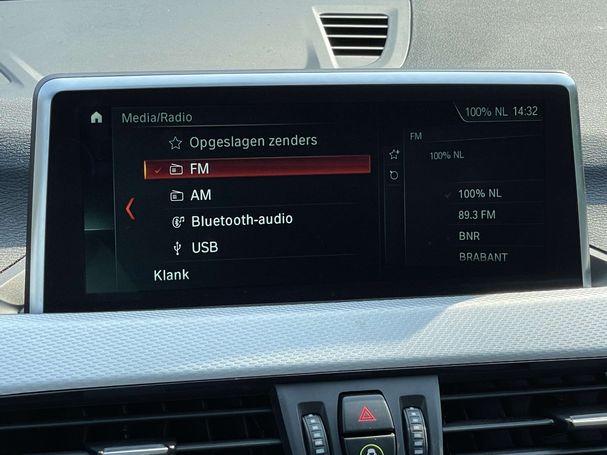 Media/Radio
100% NL 14:32
Opgeslagen zenders
FM
AM
Bluetooth-audio
USB
Klank
FM
100% NL
100% NL
89.3 FM
BNR
BRABANT